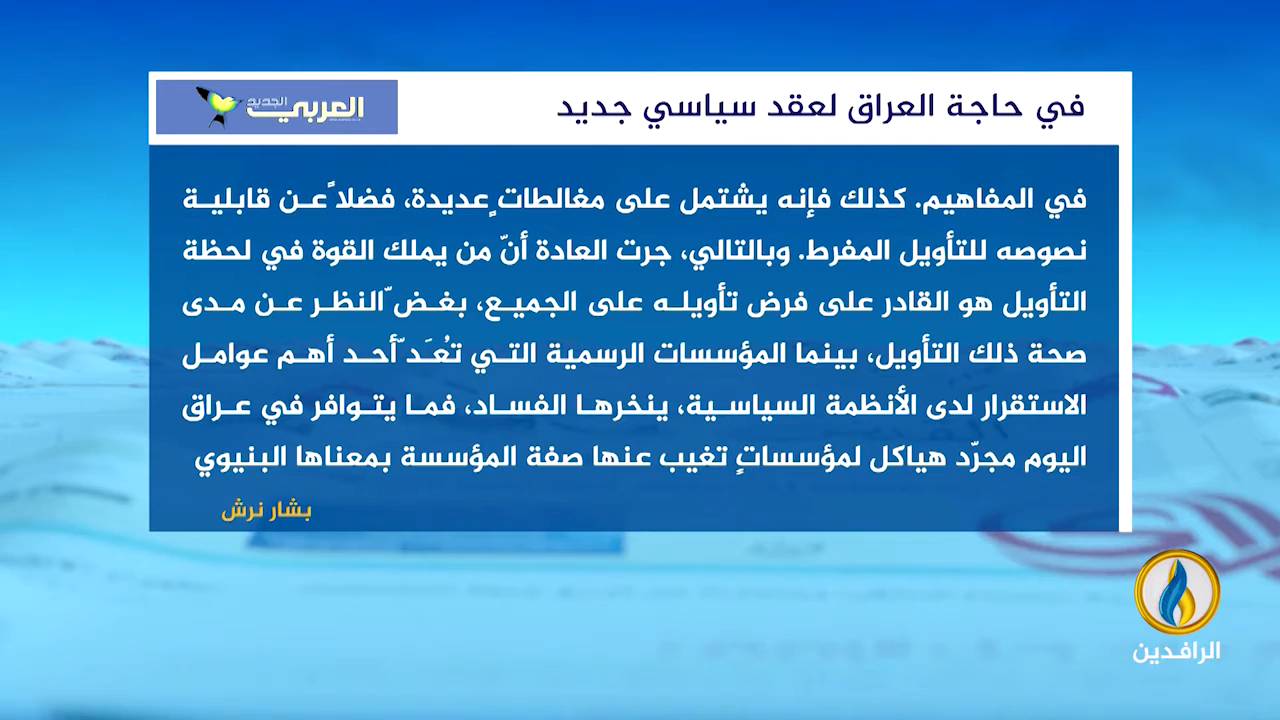 في حاجة العراق لعقد سياسي جديد
العربي الجديد
في المفاهيم. كذلك فإنه يشتمل على مغالطاتٍ عديدة، فضلاً عن قابلية
نصوصه للتأويل المفرط. وبالتالي، جرت العادة أنّ من يملك القوة في لحظة
التأويل هو القادر على فرض تأويله على الجميع، بغضّ النظر عن مدى
صحة ذلك التأويل، بينما المؤسسات الرسمية التي تُعَدّ أحد أهم عوامل
الاستقرار لدى الأنظمة السياسية، ينخرها الفساد، فما يتوافر في عراق
اليوم مجرّد هياكل لمؤسساتٍ تغيب عنها صفة المؤسسة بمعناها البنيوي
بشار نرش
الرافدين